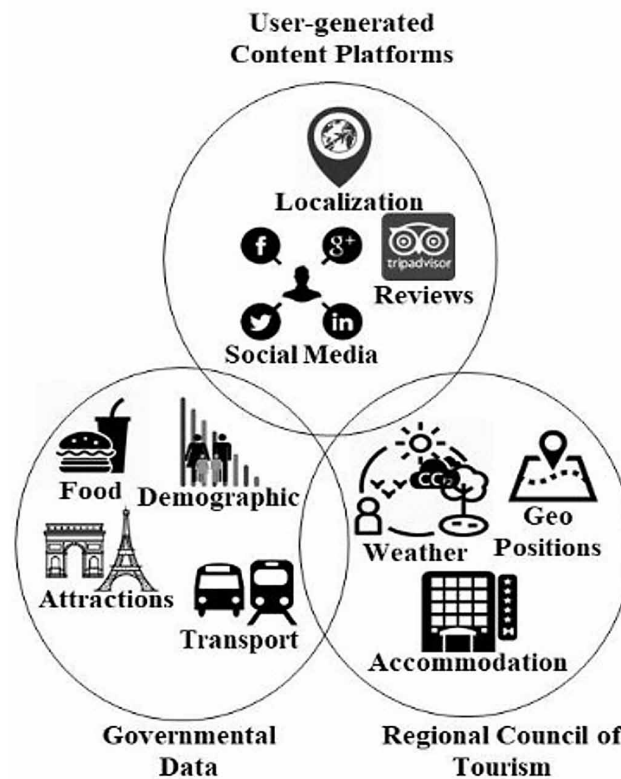 User-generated
Content Platforms
Localization
f
g+
tripadvisor
Reviews
in
Social Media
Food
Demographic
Attractions
Transport
Weather
Geo
Positions
Accommodation
Governmental
Data
Regional Council of
Tourism